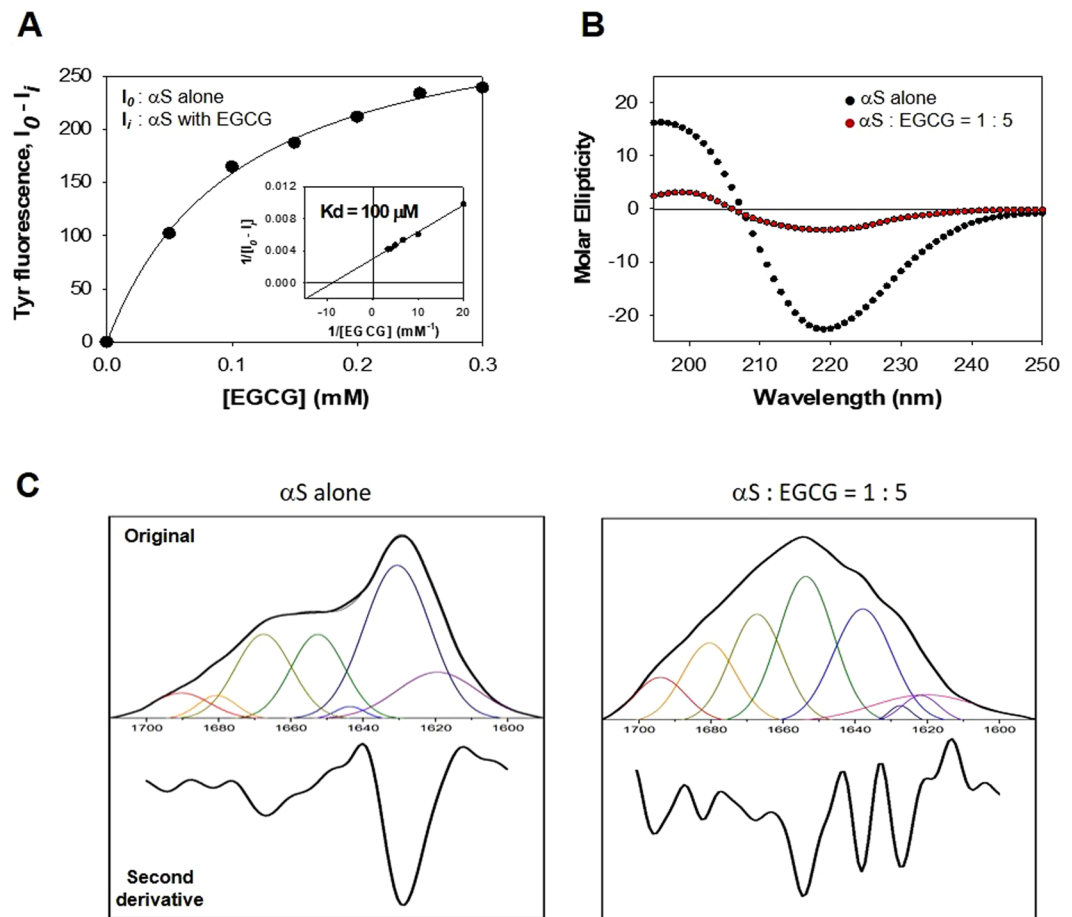 A
B
Tyr fluorescence, I0 - Ii
250
200
150
100
50
0
I0 : αS alone
Ii : αS with EGCG
0.012
0.008
0.004
0.000
Kd = 100 μM
1/[I0 - I]
0
10
20
1/[EGCG] (mM-1)
0.0
0.1
0.2
0.3
[EGCG] (mM)
Molar Ellipticity
20
10
0
-10
-20
αS alone
αS : EGCG = 1 : 5
200
210
220
230
240
250
Wavelength (nm)
C
αS alone
αS : EGCG = 1 : 5
Original
1700 1680 1660 1640 1620 1600
1700 1680 1660 1640 1620 1600
Second
derivative